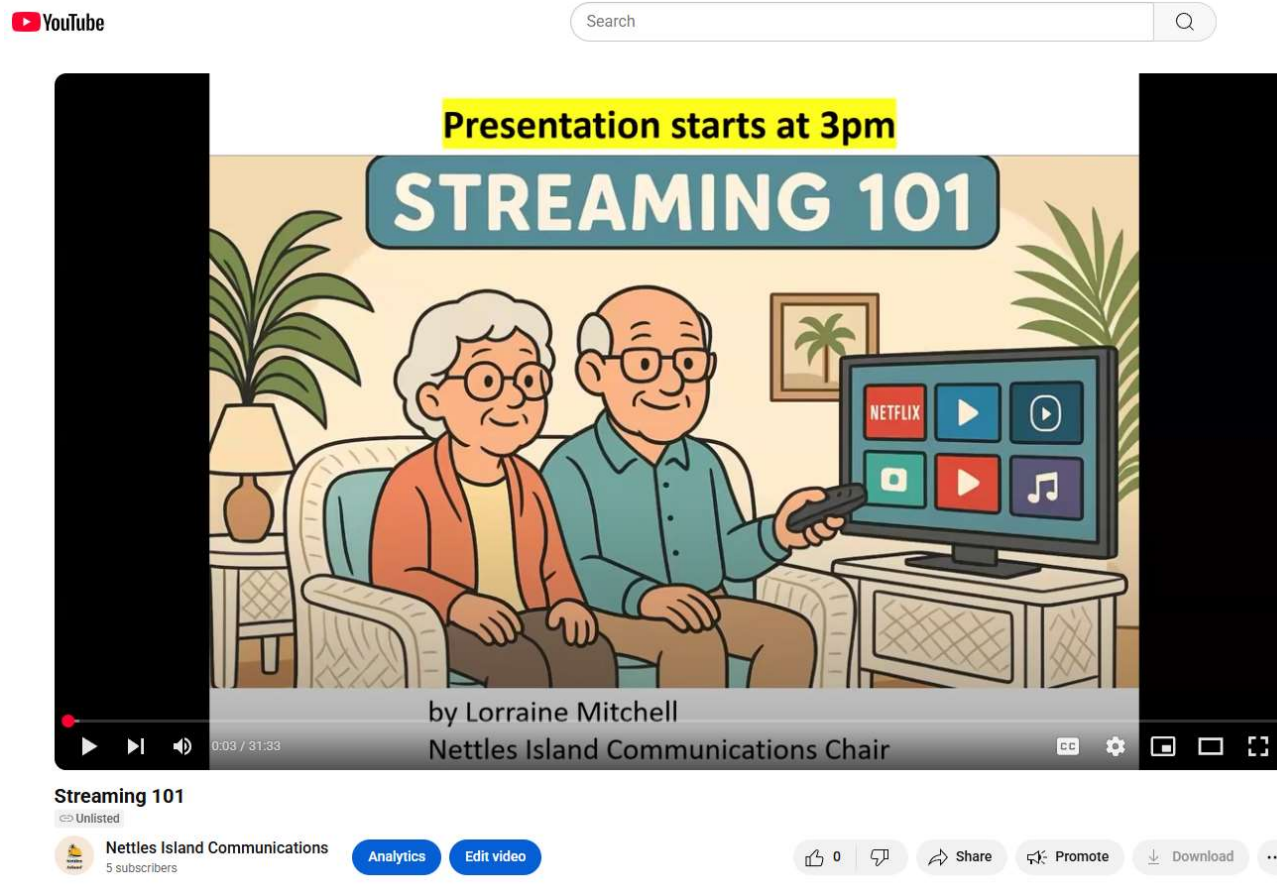 YouTube
Search
Presentation starts at 3pm
STREAMING 101
NETFLIX
by Lorraine Mitchell
0:03 / 31:33
Nettles Island Communications Chair
CC
Streaming 101
Unlisted
Nettles Island Communications
5 subscribers
Analytics
Edit video
0
Share
Promote
Download